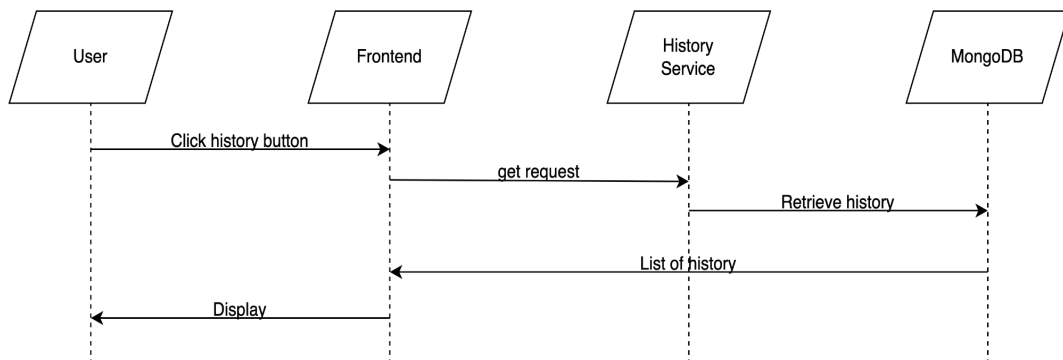 User
Frontend
History
Service
MongoDB
Click history button
get request
Retrieve history
List of history
Display